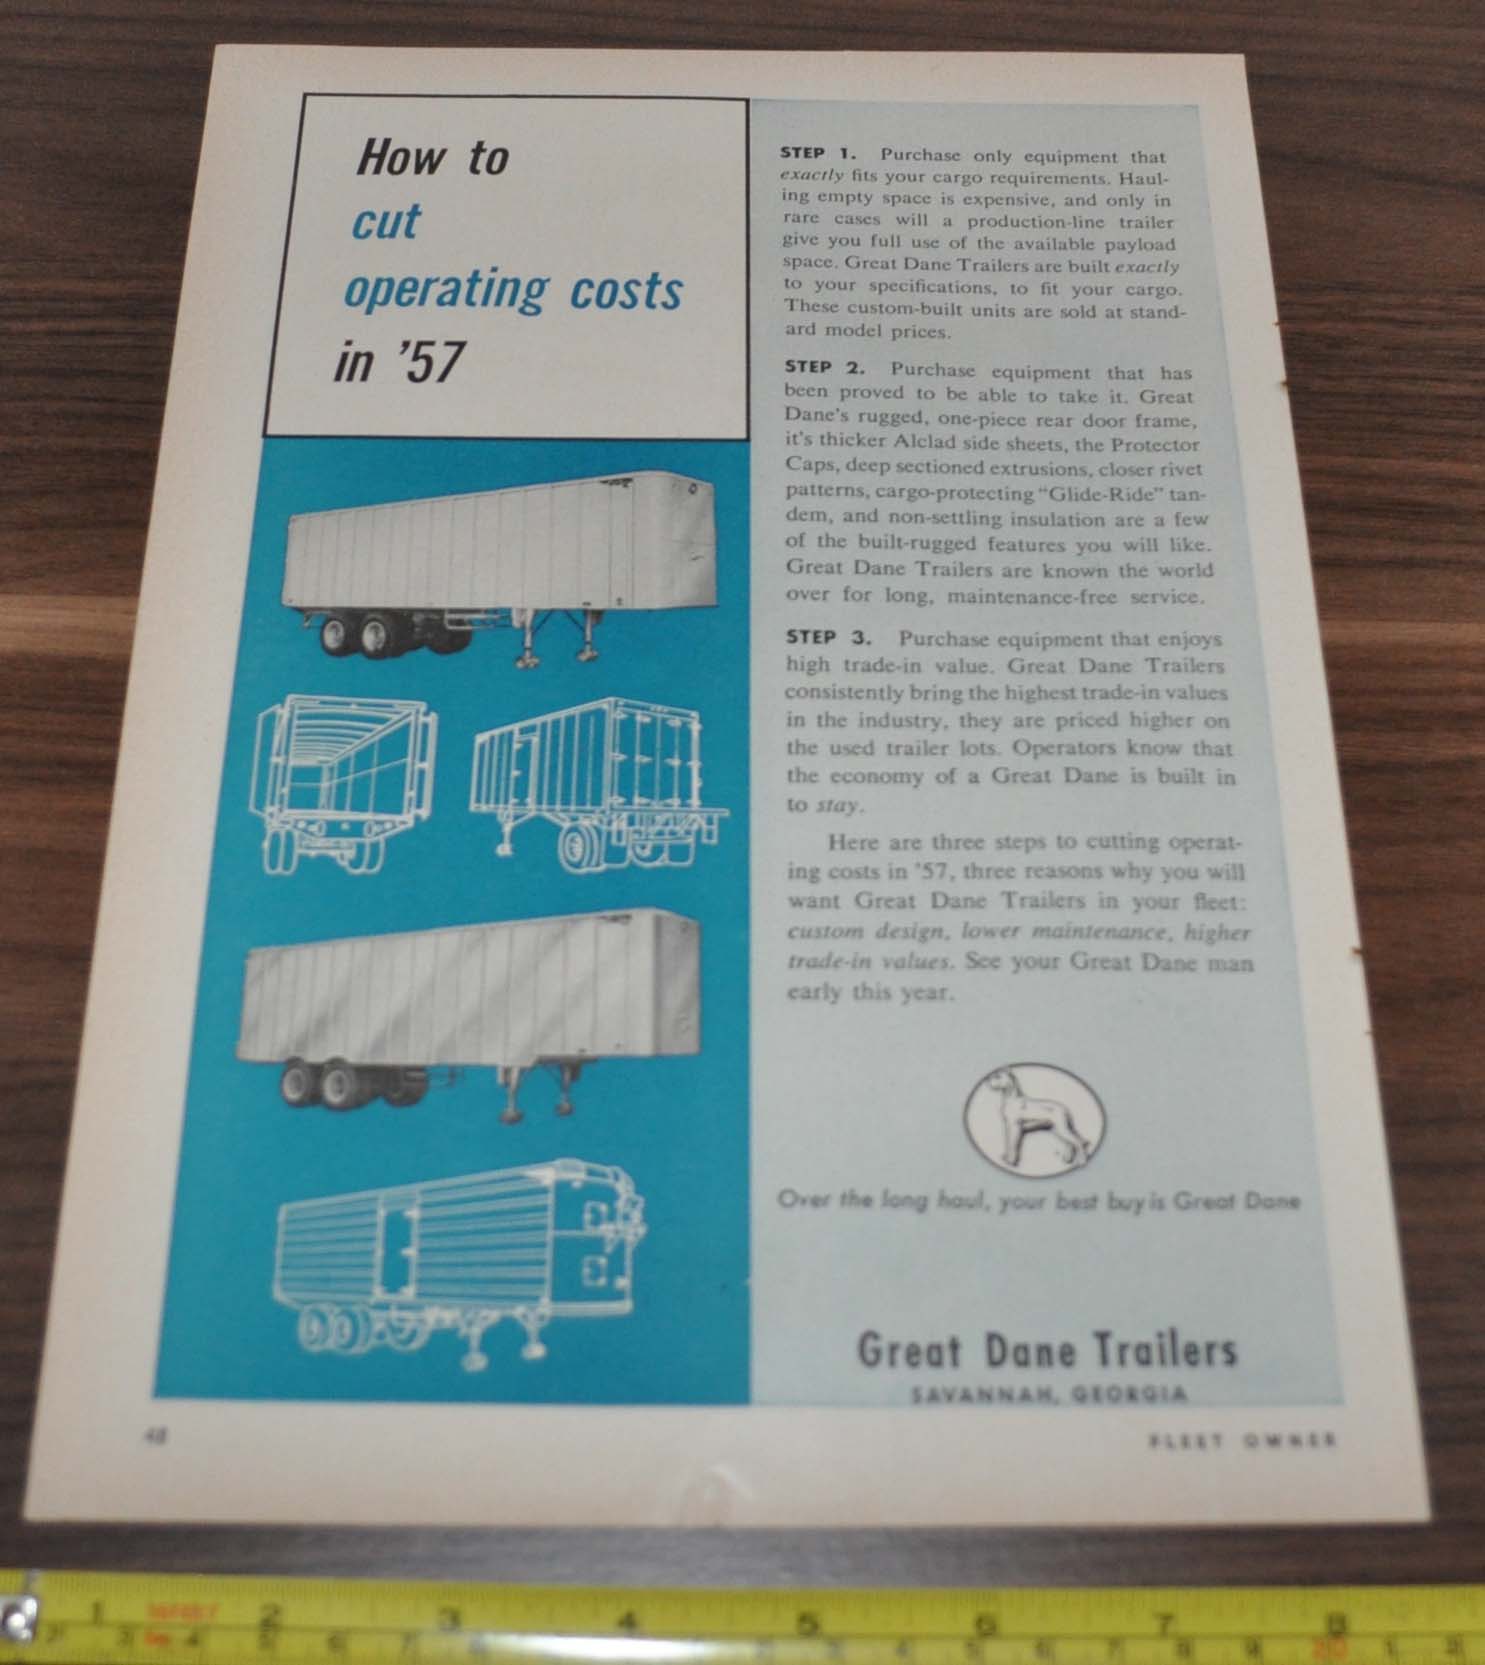 How to
cut
operating costs
in ’57
STEP 1. Purchase only equipment that
exactly fits your cargo requirements. Haul-
ing empty space is expensive, and only in
rare cases will a production-line trailer
give you full use of the available payload
space. Great Dane Trailers are built exactly
to your specifications, to fit your cargo.
These custom-built units are sold at stand-
ard model prices.
STEP 2. Purchase equipment that has
been proved to be able to take it. Great
Dane's rugged, one-piece rear door frame,
it's thicker Alclad side sheets, the Protector
Caps, deep sectioned extrusions, closer rivet
patterns, cargo-protecting “Glide-Ride” tan-
dem, and non-settling insulation are a few
of the built-rugged features you will like.
Great Dane Trailers are known the world
over for long, maintenance-free service.
STEP 3. Purchase equipment that enjoys
high trade-in value. Great Dane Trailers
consistently bring the highest trade-in values
in the industry, they are priced higher on
the used trailer lots. Operators know that
the economy of a Great Dane is built in
to stay.
Here are three steps to cutting operat-
ing costs in ’57, three reasons why you will
want Great Dane Trailers in your fleet:
custom design, lower maintenance, higher
trade-in values. See your Great Dane man
early this year.
Over the long haul, your best buy is Great Dane
Great Dane Trailers
SAVANNAH, GEORGIA
48
FLEET OWNER
1 2 3 4 5 6 7 8